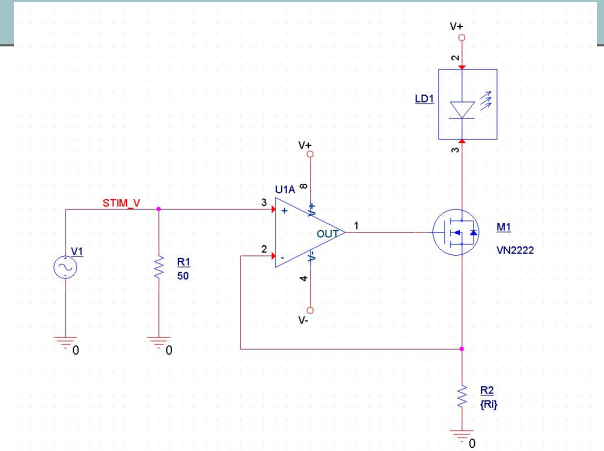 V+
2
LD1
3
V+
8
U1A
STIM_V
3
+
V+
V1
R1
50
OUT
1
M1
VN2222
2
-
V-
4
V-
0
0
R2
{Ri}
0